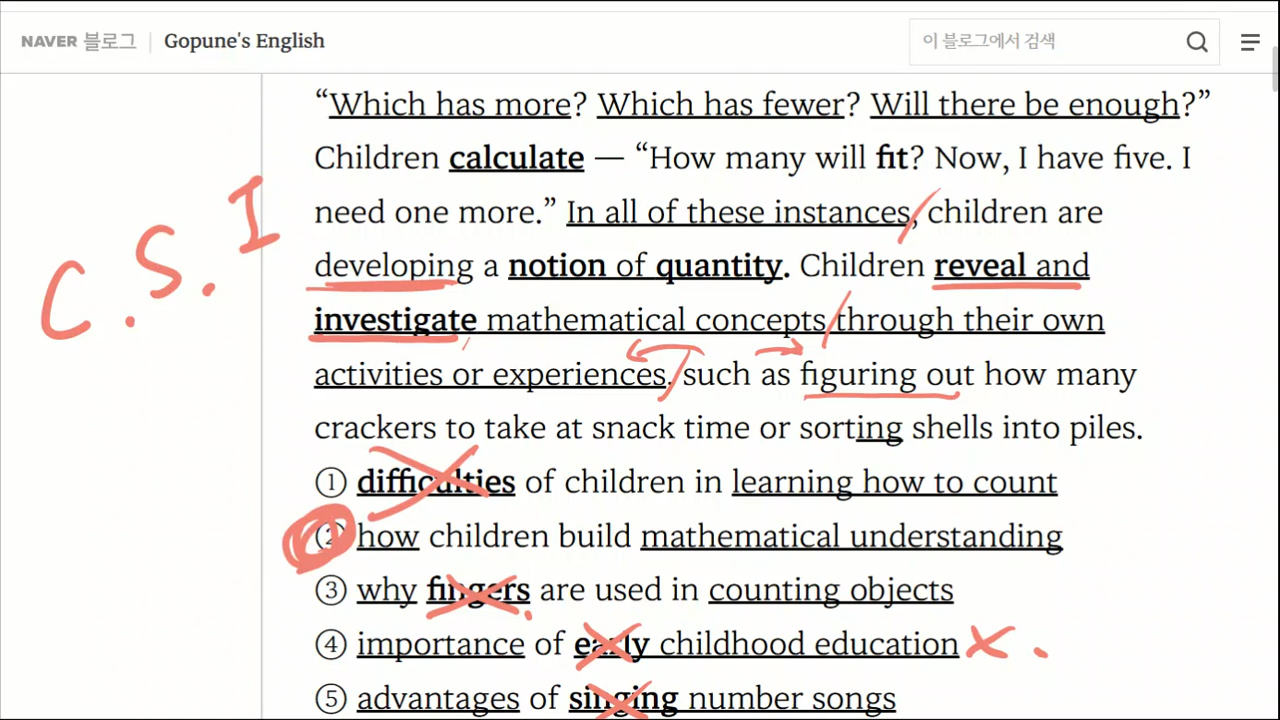 NAVER 블로그 | Gopune's English
이 블로그에서 검색
“Which has more? Which has fewer? Will there be enough?”
Children calculate — “How many will fit? Now, I have five. I
need one more.” In all of these instances, children are
developing a notion of quantity. Children reveal and
investigate mathematical concepts through their own
activities or experiences, such as figuring out how many
crackers to take at snack time or sorting shells into piles.
① difficulties of children in learning how to count
② how children build mathematical understanding
③ why fingers are used in counting objects
④ importance of early childhood education
⑤ advantages of singing number songs
C. S. I